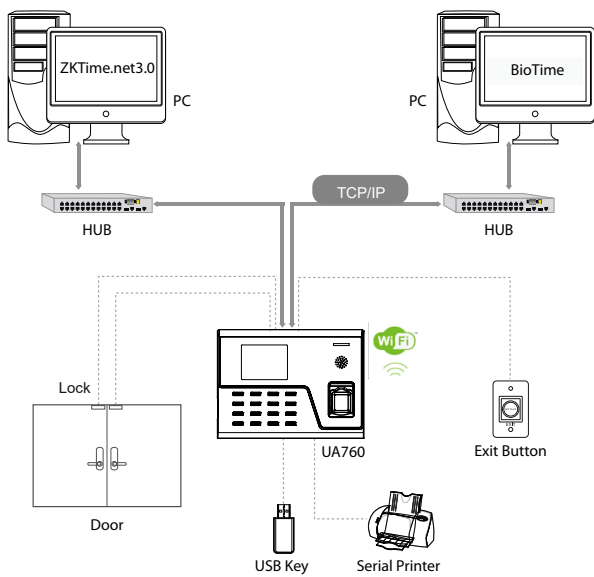 ZKTime.net3.0
PC
PC
BioTime
TCP/IP
HUB
HUB
WiFi
Lock
UA760
EXIT
Exit Button
Door
USB Key
Serial Printer